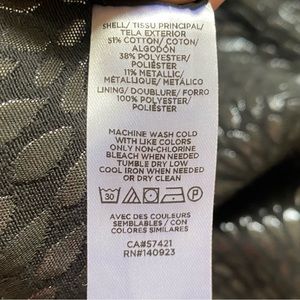 SHELL/ TISSU PRINCIPAL/
TELA EXTERIOR
51% COTTON/ COTON/
ALGODÓN
38% POLYESTER/
POLIÉSTER
11% METALLIC/
MÉTALLIQUE/ METÁLICO
LINING/ DOUBLURE/ FORRO
100% POLYESTER/
POLIÉSTER
MACHINE WASH COLD
WITH LIKE COLORS
ONLY NON-CHLORINE
BLEACH WHEN NEEDED
TUMBLE DRY LOW
COOL IRON WHEN NEEDED
OR DRY CLEAN
30 P
AVEC DES COULEURS
SEMBLABLES / CON
COLORES SIMILARES
CA#57421
RN#140923